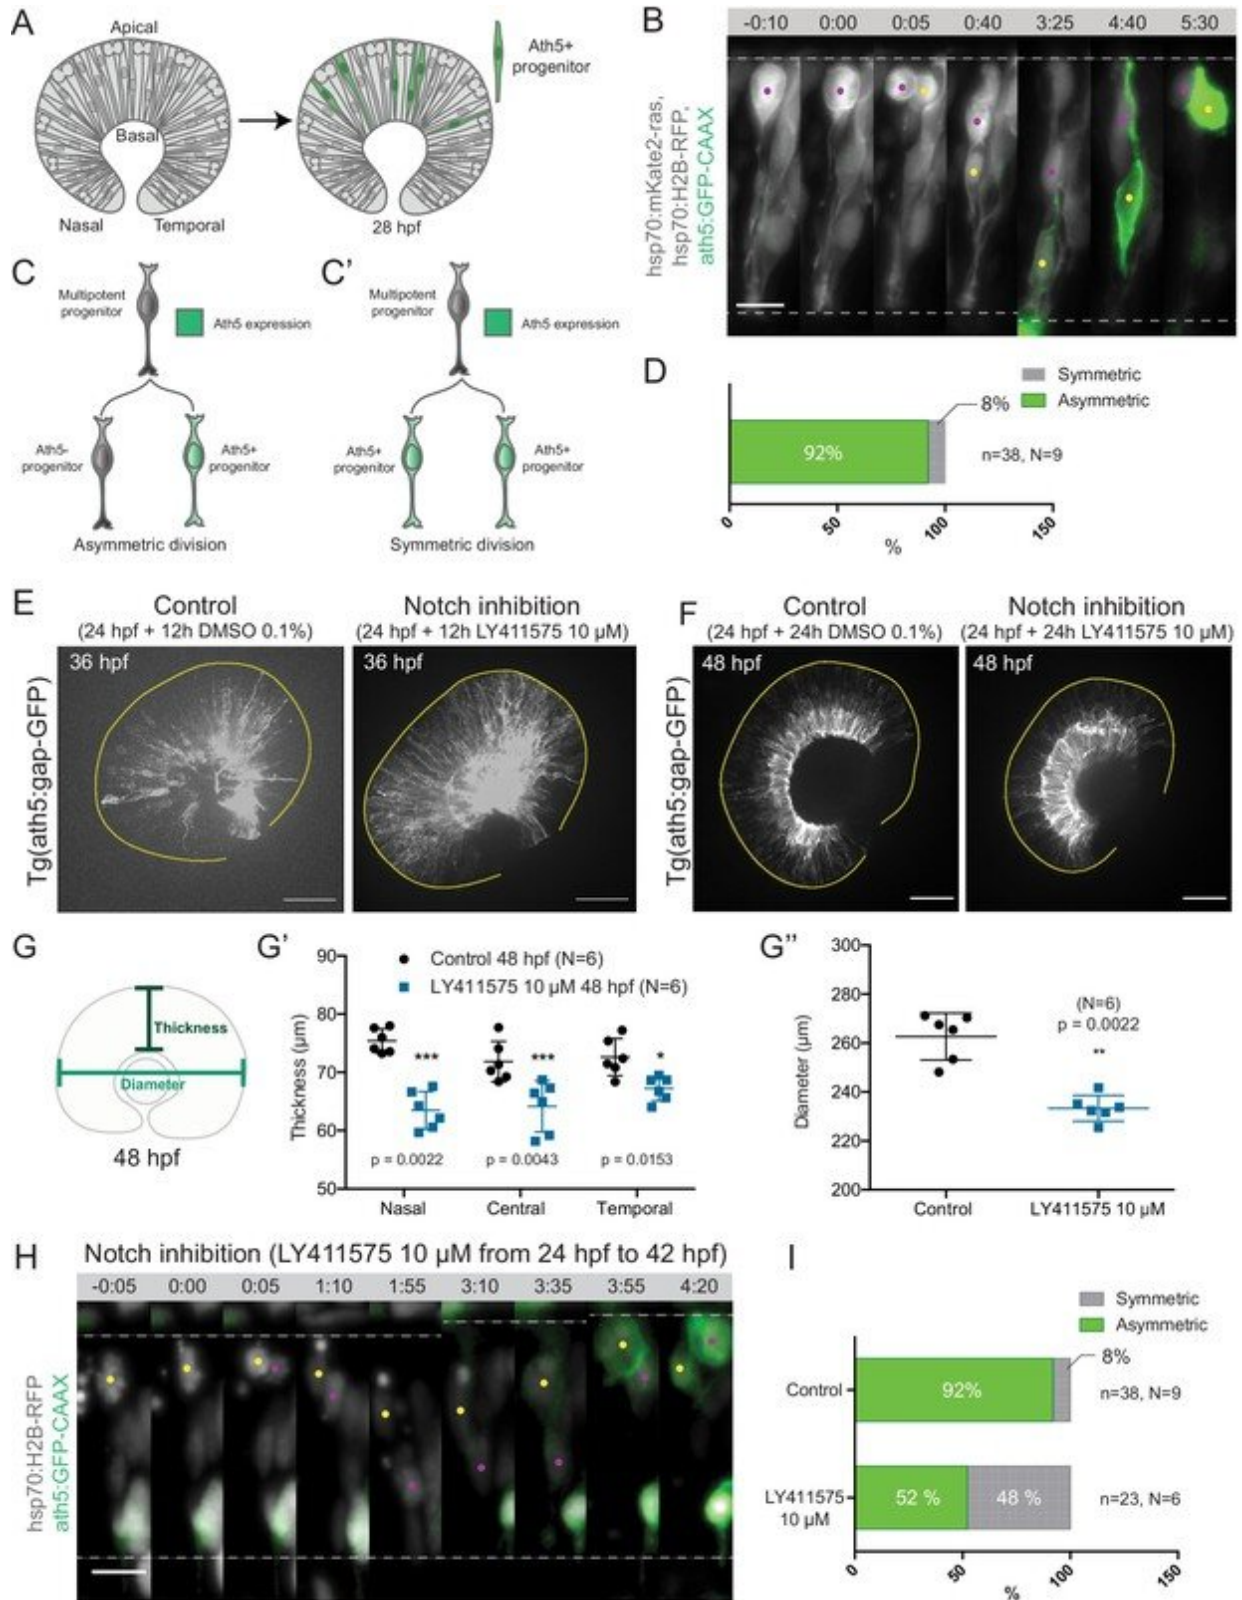 A
Apical
Basal
Nasal
Temporal
28 hpf
Ath5+
progenitor
B
-0:10 0:00 0:05 0:40 3:25 4:40 5:30
hsp70:mKate2-ras,
hsp70:H2B-RFP,
ath5:GFP-CAAX
C
Multipotent
progenitor
Ath5 expression
Ath5-
progenitor
Ath5+
progenitor
Asymmetric division
C'
Multipotent
progenitor
Ath5 expression
Ath5+
progenitor
Ath5+
progenitor
Symmetric division
D
Symmetric
Asymmetric
8%
92%
n=38, N=9
0 50 100 150
%
E
Control
(24 hpf + 12h DMSO 0.1%)
Notch inhibition
(24 hpf + 12h LY411575 10 µM)
Tg(ath5:gap-GFP)
36 hpf
36 hpf
F
Control
(24 hpf + 24h DMSO 0.1%)
Notch inhibition
(24 hpf + 24h LY411575 10 µM)
Tg(ath5:gap-GFP)
48 hpf
48 hpf
G
Thickness
Diameter
48 hpf
G'
Control 48 hpf (N=6)
LY411575 10 µM 48 hpf (N=6)
Thickness (µm)
90
80
70
60
50
***
***
*
p = 0.0022
p = 0.0043
p = 0.0153
Nasal
Central
Temporal
G"
Diameter (µm)
300
280
260
240
220
200
(N=6)
p = 0.0022
**
Control
LY411575 10 µM
H
Notch inhibition (LY411575 10 µM from 24 hpf to 42 hpf)
-0:05 0:00 0:05 1:10 1:55 3:10 3:35 3:55 4:20
hsp70:H2B-RFP
ath5:GFP-CAAX
I
Symmetric
Asymmetric
8%
Control
92%
n=38, N=9
LY411575
10 µM
52 %
48 %
n=23, N=6
0 50 100 150
%